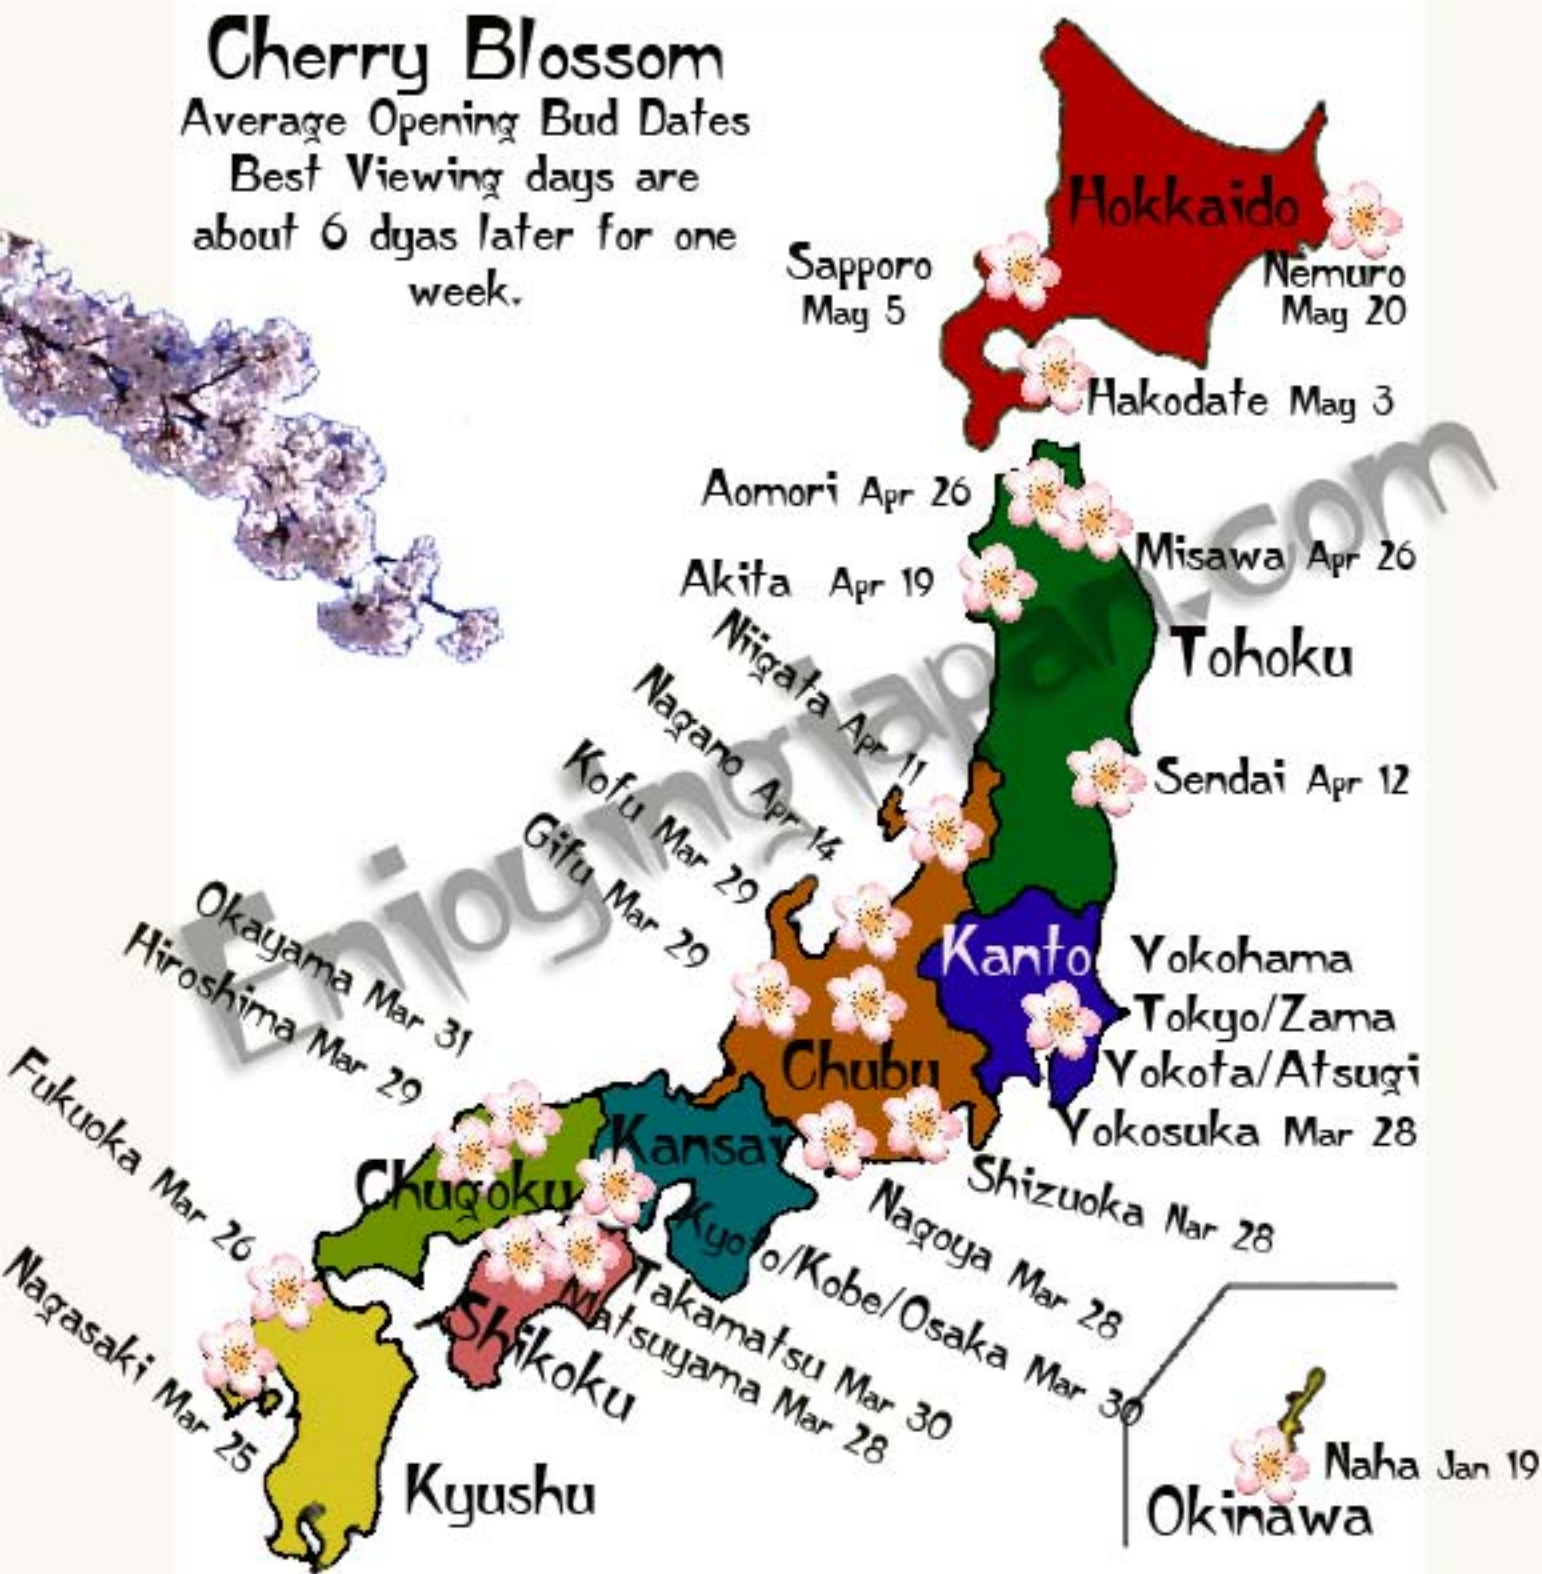 Cherry Blossom
Average Opening Bud Dates
Best Viewing days are
about 6 dyas later for one
week.
Hokkaido
Sapporo
May 5
Nemuro
May 20
Hakodate May 3
Aomori Apr 26
Misawa Apr 26
Akita Apr 19
Tohoku
Niigata Apr 11
Nagano Apr 14
Kofu Mar 29
Gifu Mar 29
Sendai Apr 12
Okayama Mar 31
Hiroshima Mar 29
Kanto
Yokohama
Tokyo/Zama
Yokota/Atsugi
Yokosuka Mar 28
Chubu
Fukuoka Mar 26
Kansai
Chugoku
Shizuoka Nar 28
Nagoya Mar 28
Kyoto/Kobe/Osaka Mar 30
Takamatsu Mar 30
Matsuyama Mar 28
Shikoku
Nagasaki Mar 25
Kyushu
Naha Jan 19
Okinawa
EnjoyingJapan.com